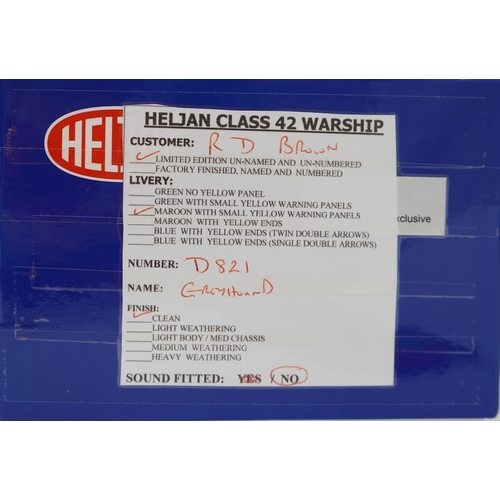 HELJAN CLASS 42 WARSHIP
HEL
CUSTOMER: R D BROWN
LIMITED EDITION UN-NAMED AND UN-NUMBERED
FACTORY FINISHED, NAMED AND NUMBERED
LIVERY:
GREEN NO YELLOW PANEL
GREEN WITH SMALL YELLOW WARNING PANELS
MAROON WITH SMALL YELLOW WARNING PANELS
xclusive
MAROON WITH YELLOW ENDS
BLUE WITH YELLOW ENDS (TWIN DOUBLE ARROWS)
BLUE WITH YELLOW ENDS (SINGLE DOUBLE ARROWS)
NUMBER: D821
NAME: GREYHOUND
FINISH:
CLEAN
LIGHT WEATHERING
LIGHT BODY / MED CHASSIS
MEDIUM WEATHERING
HEAVY WEATHERING
SOUND FITTED: YES / NO